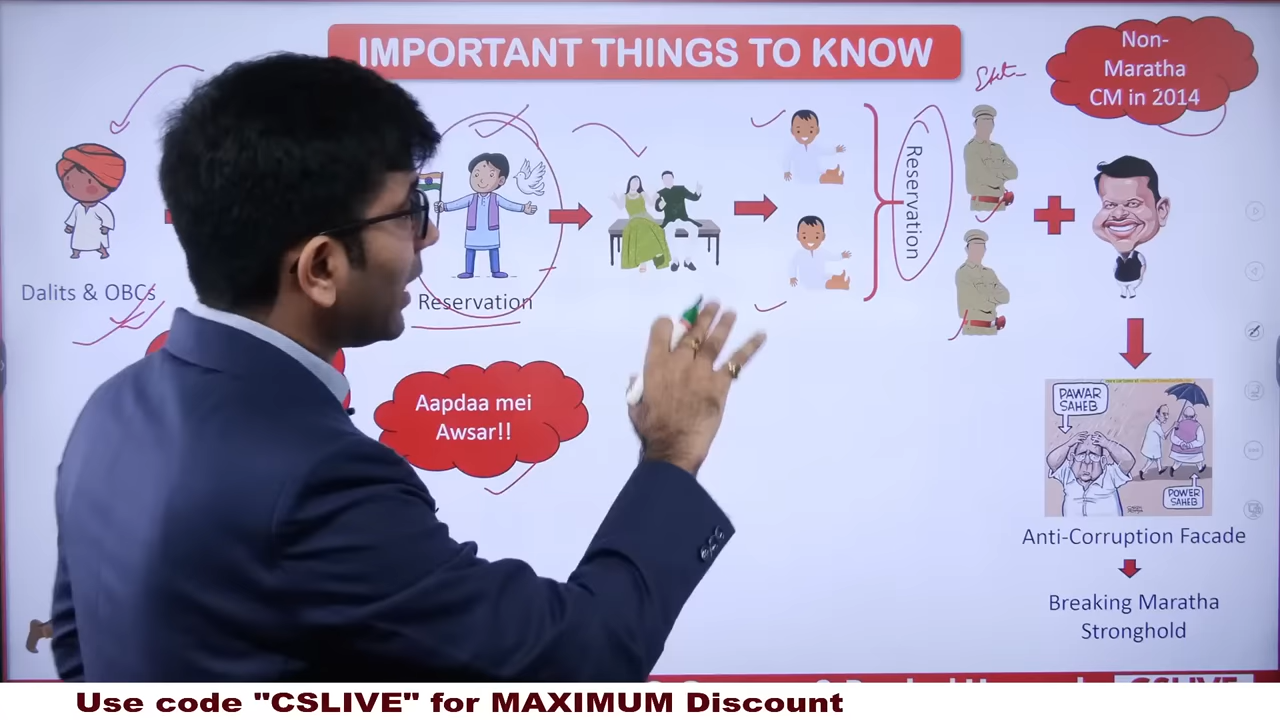 IMPORTANT THINGS TO KNOW
Non-
Maratha
CM in 2014
Dalits & OBCs
Reservation
Reservation
Aapdaa mei
Awsar!!
PAWAR
SAHEB
POWER
SAHEB
Anti-Corruption Facade
Breaking Maratha
Stronghold
CSLIVE
Use code "CSLIVE" for MAXIMUM Discount